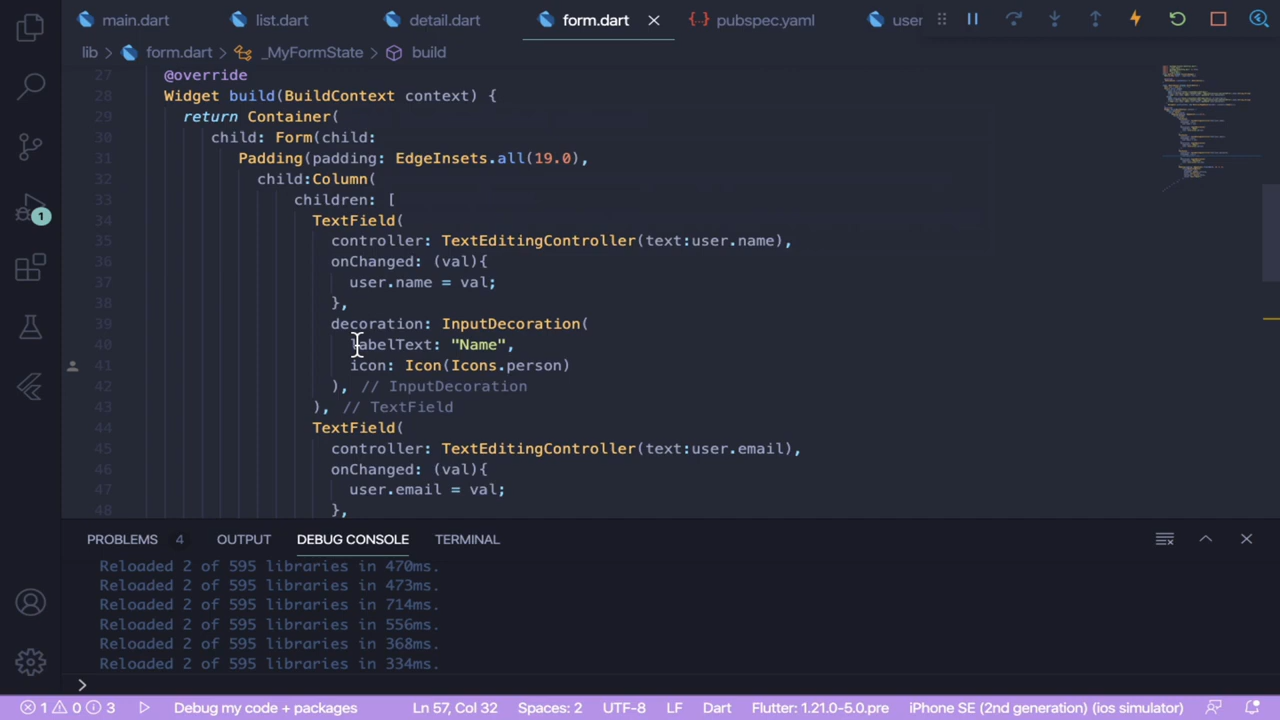 main.dart list.dart detail.dart form.dart pubspec.yaml user
lib form.dart _MyFormState build
27 @override
28 Widget build(BuildContext context) {
29 return Container(
30 child: Form(child:
31 Padding(padding: EdgeInsets.all(19.0),
32 child:Column(
33 children: [
34 TextField(
35 controller: TextEditingController(text:user.name),
36 onChanged: (val){
37 user.name = val;
38 },
39 decoration: InputDecoration(
40 labelText: "Name",
41 icon: Icon(Icons.person)
42 ), // InputDecoration
43 ), // TextField
44 TextField(
45 controller: TextEditingController(text:user.email),
46 onChanged: (val){
47 user.email = val;
48 },
1
PROBLEMS 4 OUTPUT DEBUG CONSOLE TERMINAL
Reloaded 2 of 595 libraries in 470ms.
Reloaded 2 of 595 libraries in 473ms.
Reloaded 2 of 595 libraries in 714ms.
Reloaded 2 of 595 libraries in 556ms.
Reloaded 2 of 595 libraries in 368ms.
Reloaded 2 of 595 libraries in 334ms.
>
1 0 3 Debug my code + packages Ln 57, Col 32 Spaces: 2 UTF-8 LF Dart Flutter: 1.21.0-5.0.pre iPhone SE (2nd generation) (ios simulator)